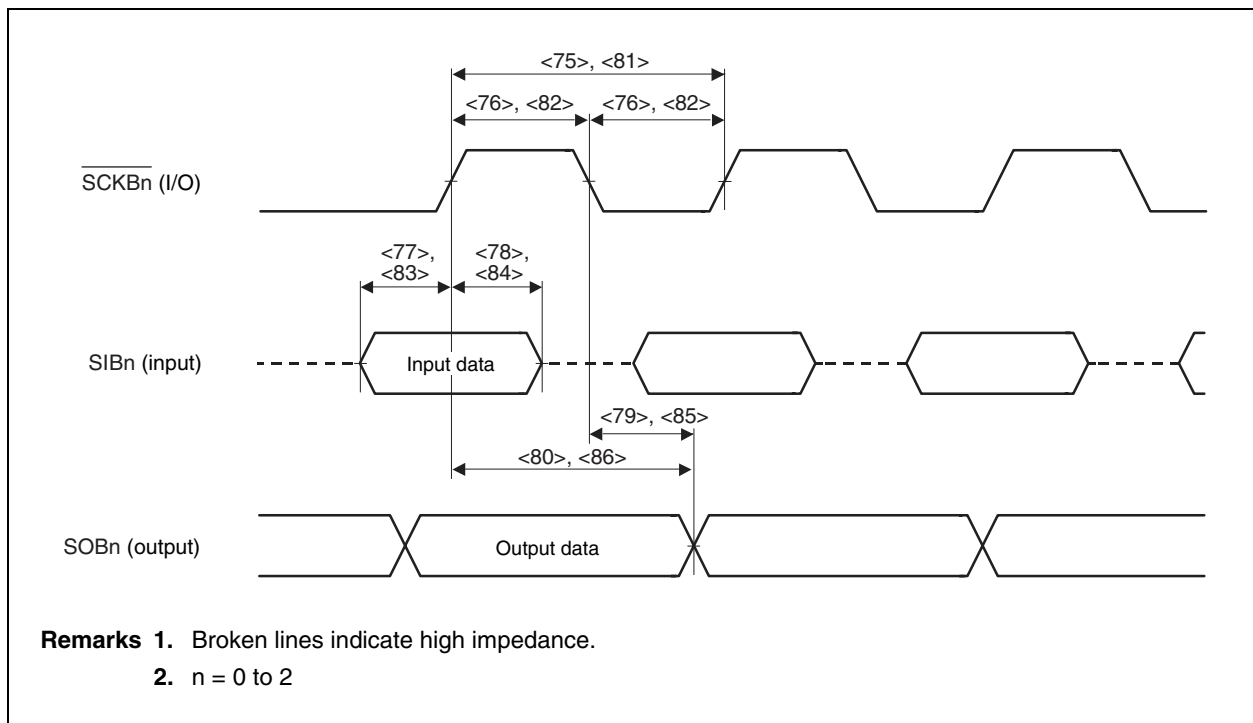 <75>, <81>
<76>, <82> <76>, <82>
SCKBn (I/O)
<77>, <83>
<78>, <84>
SIBn (input)
Input data
<79>, <85>
<80>, <86>
SOBn (output)
Output data
Remarks 1. Broken lines indicate high impedance.
2. n = 0 to 2